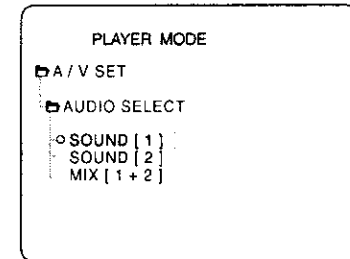 PLAYER MODE
A / V SET
AUDIO SELECT
SOUND [ 1 ]
SOUND [ 2 ]
MIX [ 1 + 2 ]